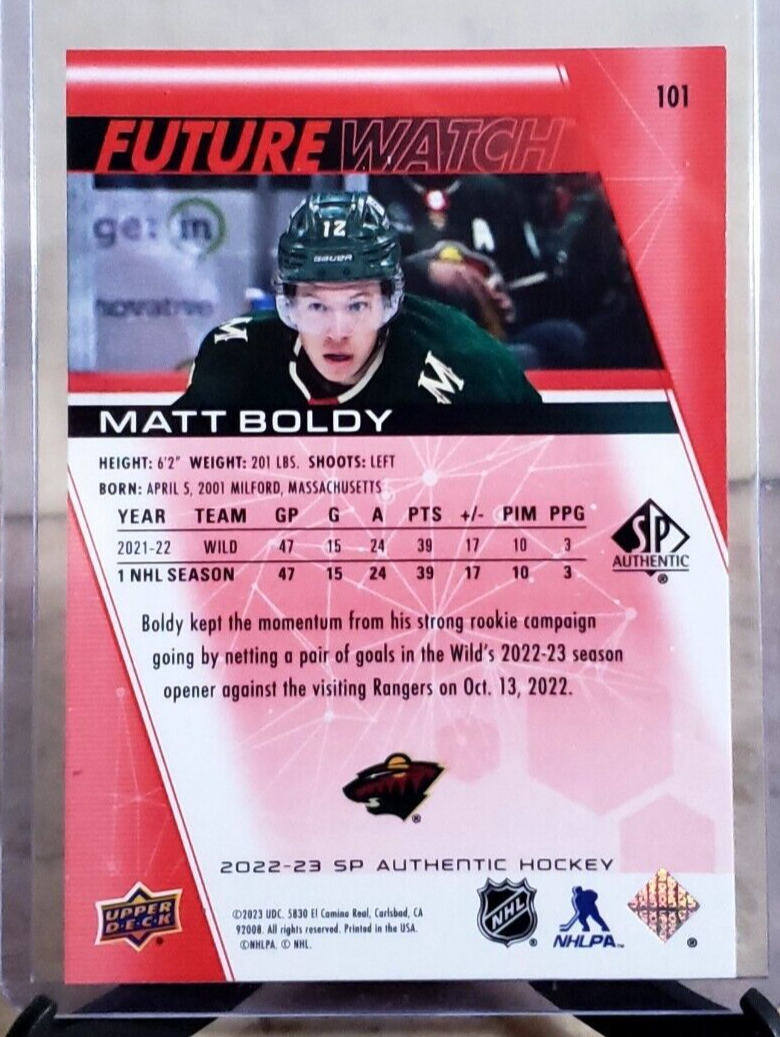 101
FUTURE WATCH
ge: in
novative
12
BAUER
M M
MATT BOLDY
HEIGHT: 6'2" WEIGHT: 201 LBS. SHOOTS: LEFT
BORN: APRIL 5, 2001 MILFORD, MASSACHUSETTS
YEAR TEAM GP G A PTS +/- PIM PPG
2021-22 WILD 47 15 24 39 17 10 3
1 NHL SEASON 47 15 24 39 17 10 3
SP
AUTHENTIC
®
Boldy kept the momentum from his strong rookie campaign
going by netting a pair of goals in the Wild's 2022-23 season
opener against the visiting Rangers on Oct. 13, 2022.
®
2022-23 SP AUTHENTIC HOCKEY
UPPER
DECK
®
©2023 UDC. 5830 El Camino Real, Carlsbad, CA
92008. All rights reserved. Printed in the USA.
©NHLPA. © NHL.
NHL
®
NHLPA™
®